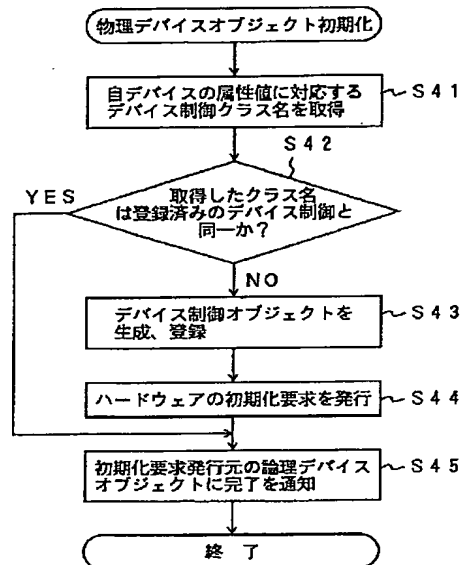 物理デバイスオブジェクト初期化
自デバイスの属性値に対応する
デバイス制御クラス名を取得
S41
S42
YES
取得したクラス名
は登録済みのデバイス制御と
同一か?
NO
デバイス制御オブジェクトを
生成、登録
S43
ハードウェアの初期化要求を発行
S44
初期化要求発行元の論理デバイス
オブジェクトに完了を通知
S45
終了